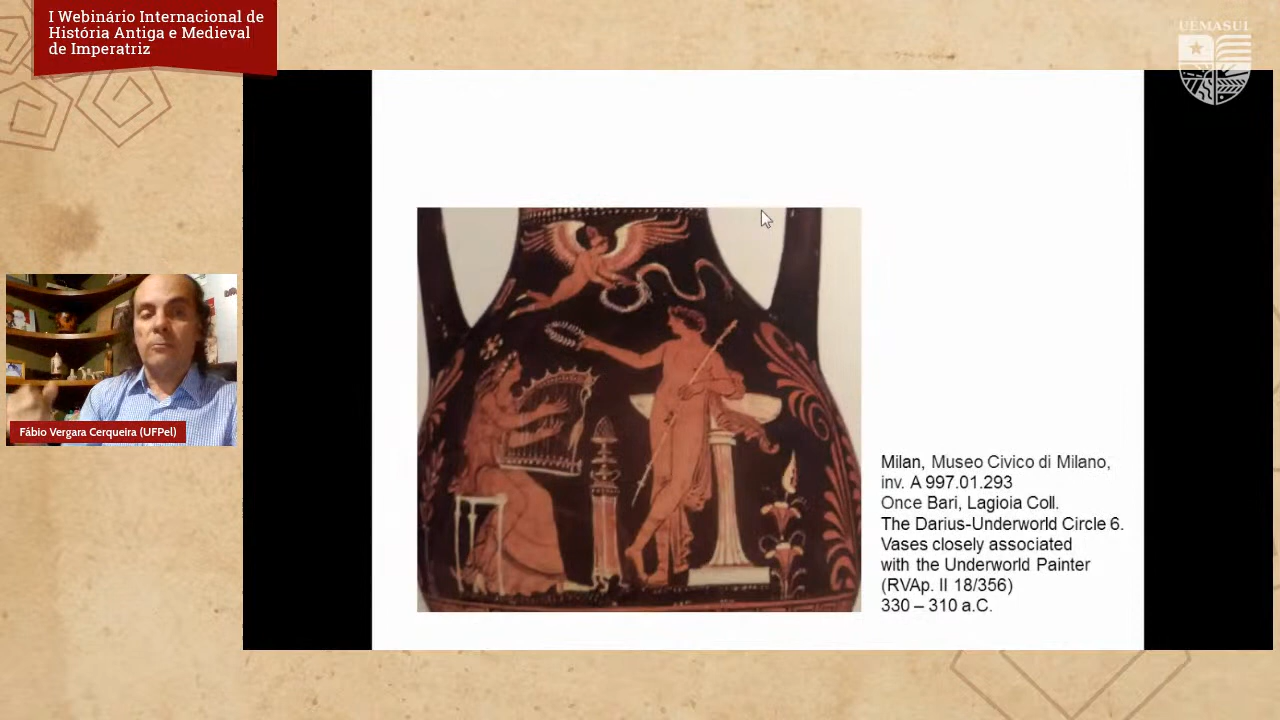 I Webinário Internacional de
História Antiga e Medieval
de Imperatriz
UEMASUL
Fábio Vergara Cerqueira (UFPel)
Milan, Museo Civico di Milano,
inv. A 997.01.293
Once Bari, Lagioia Coll.
The Darius-Underworld Circle 6.
Vases closely associated
with the Underworld Painter
(RVAp. II 18/356)
330 – 310 a.C.